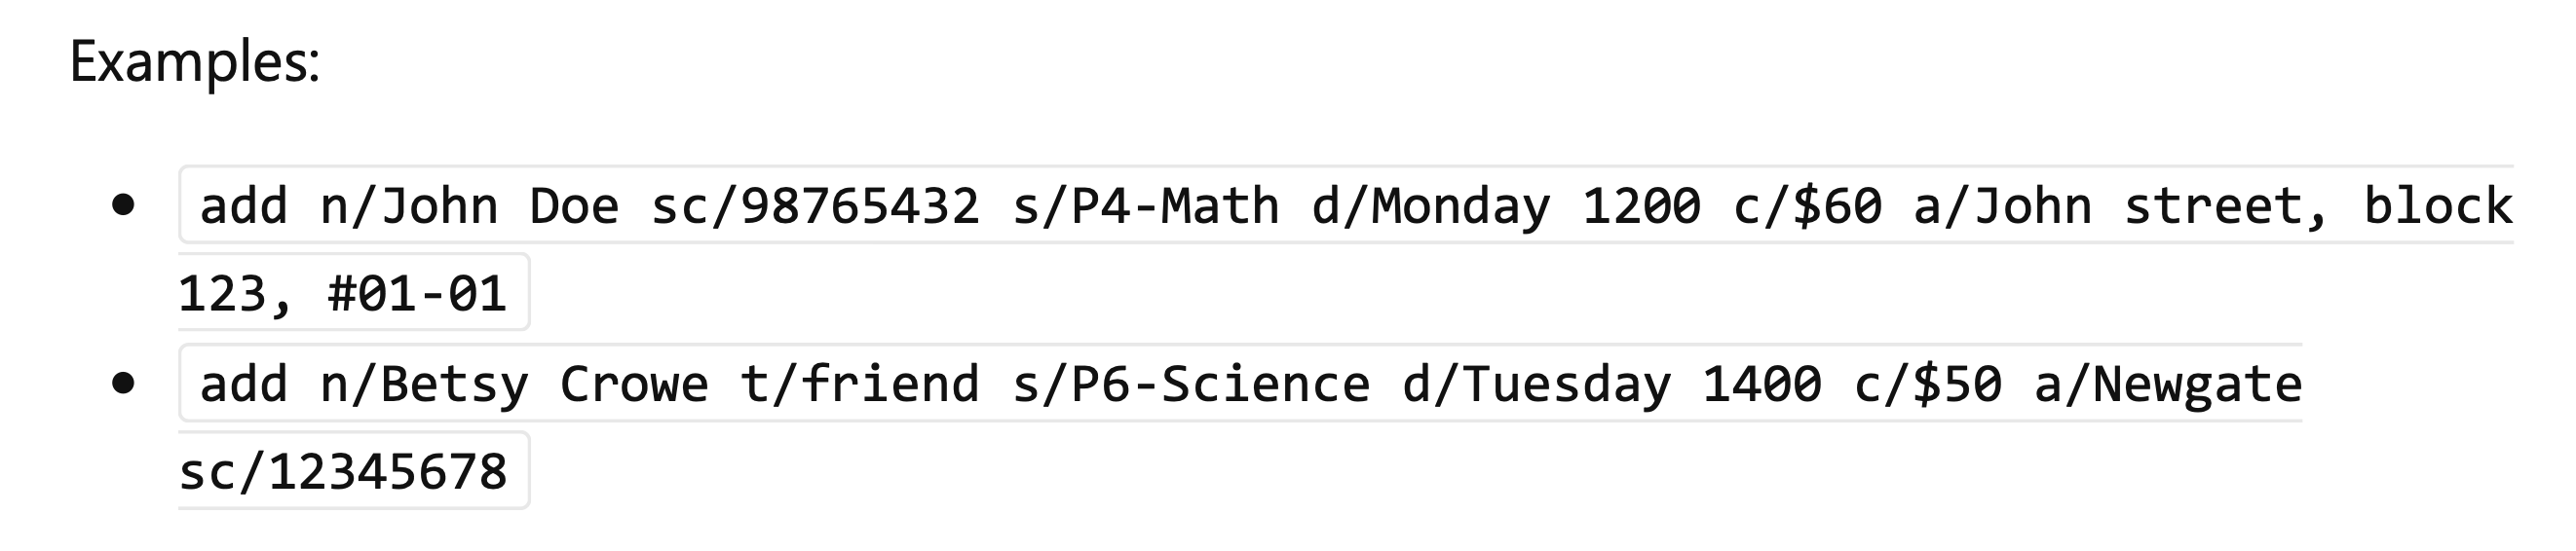 Examples:
add n/John Doe sc/98765432 s/P4-Math d/Monday 1200 c/$60 a/John street, block
123, #01-01
add n/Betsy Crowe t/friend s/P6-Science d/Tuesday 1400 c/$50 a/Newgate
sc/12345678